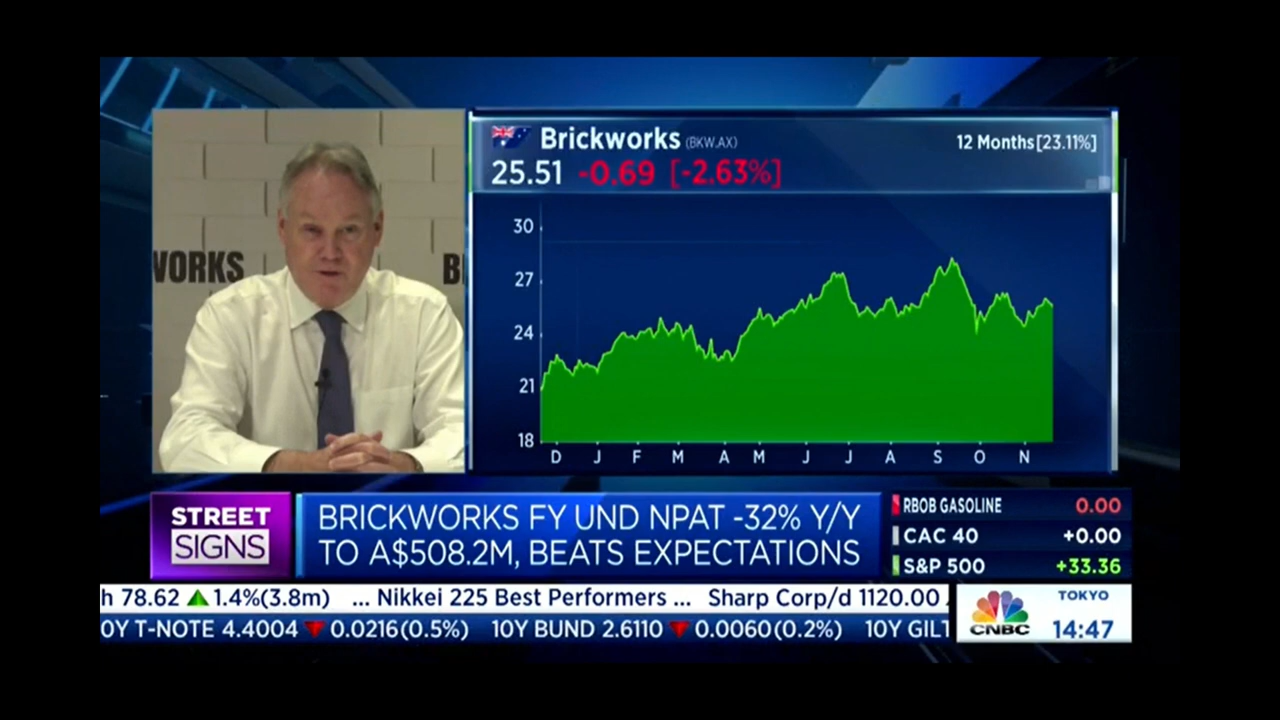 Brickworks (BKW.AX) 12 Months[23.11%]
25.51 -0.69 [-2.63%]
30
27
24
21
18
D J F M A M J J A S O N
WORKS B
STREET
SIGNS
BRICKWORKS FY UND NPAT -32% Y/Y
TO A$508.2M, BEATS EXPECTATIONS
RBOB GASOLINE 0.00
CAC 40 +0.00
S&P 500 +33.36
h 78.62 ▲ 1.4%(3.8m) ... Nikkei 225 Best Performers ... Sharp Corp/d 1120.00
0Y T-NOTE 4.4004 ▼ 0.0216(0.5%) 10Y BUND 2.6110 ▼ 0.0060(0.2%) 10Y GILT
CNBC
TOKYO
14:47